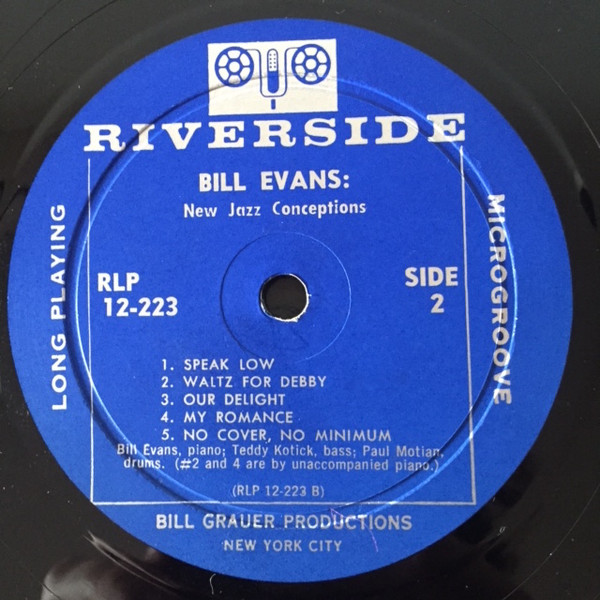 RIVERSIDE
BILL EVANS:
New Jazz Conceptions
LONG PLAYING
MICROGROOVE
RLP
12-223
SIDE
2
1. SPEAK LOW
2. WALTZ FOR DEBBY
3. OUR DELIGHT
4. MY ROMANCE
5. NO COVER, NO MINIMUM
Bill Evans, piano; Teddy Kotick, bass; Paul Motian,
drums. (#2 and 4 are by unaccompanied piano.)
(RLP 12-223 B)
BILL GRAUER PRODUCTIONS
NEW YORK CITY